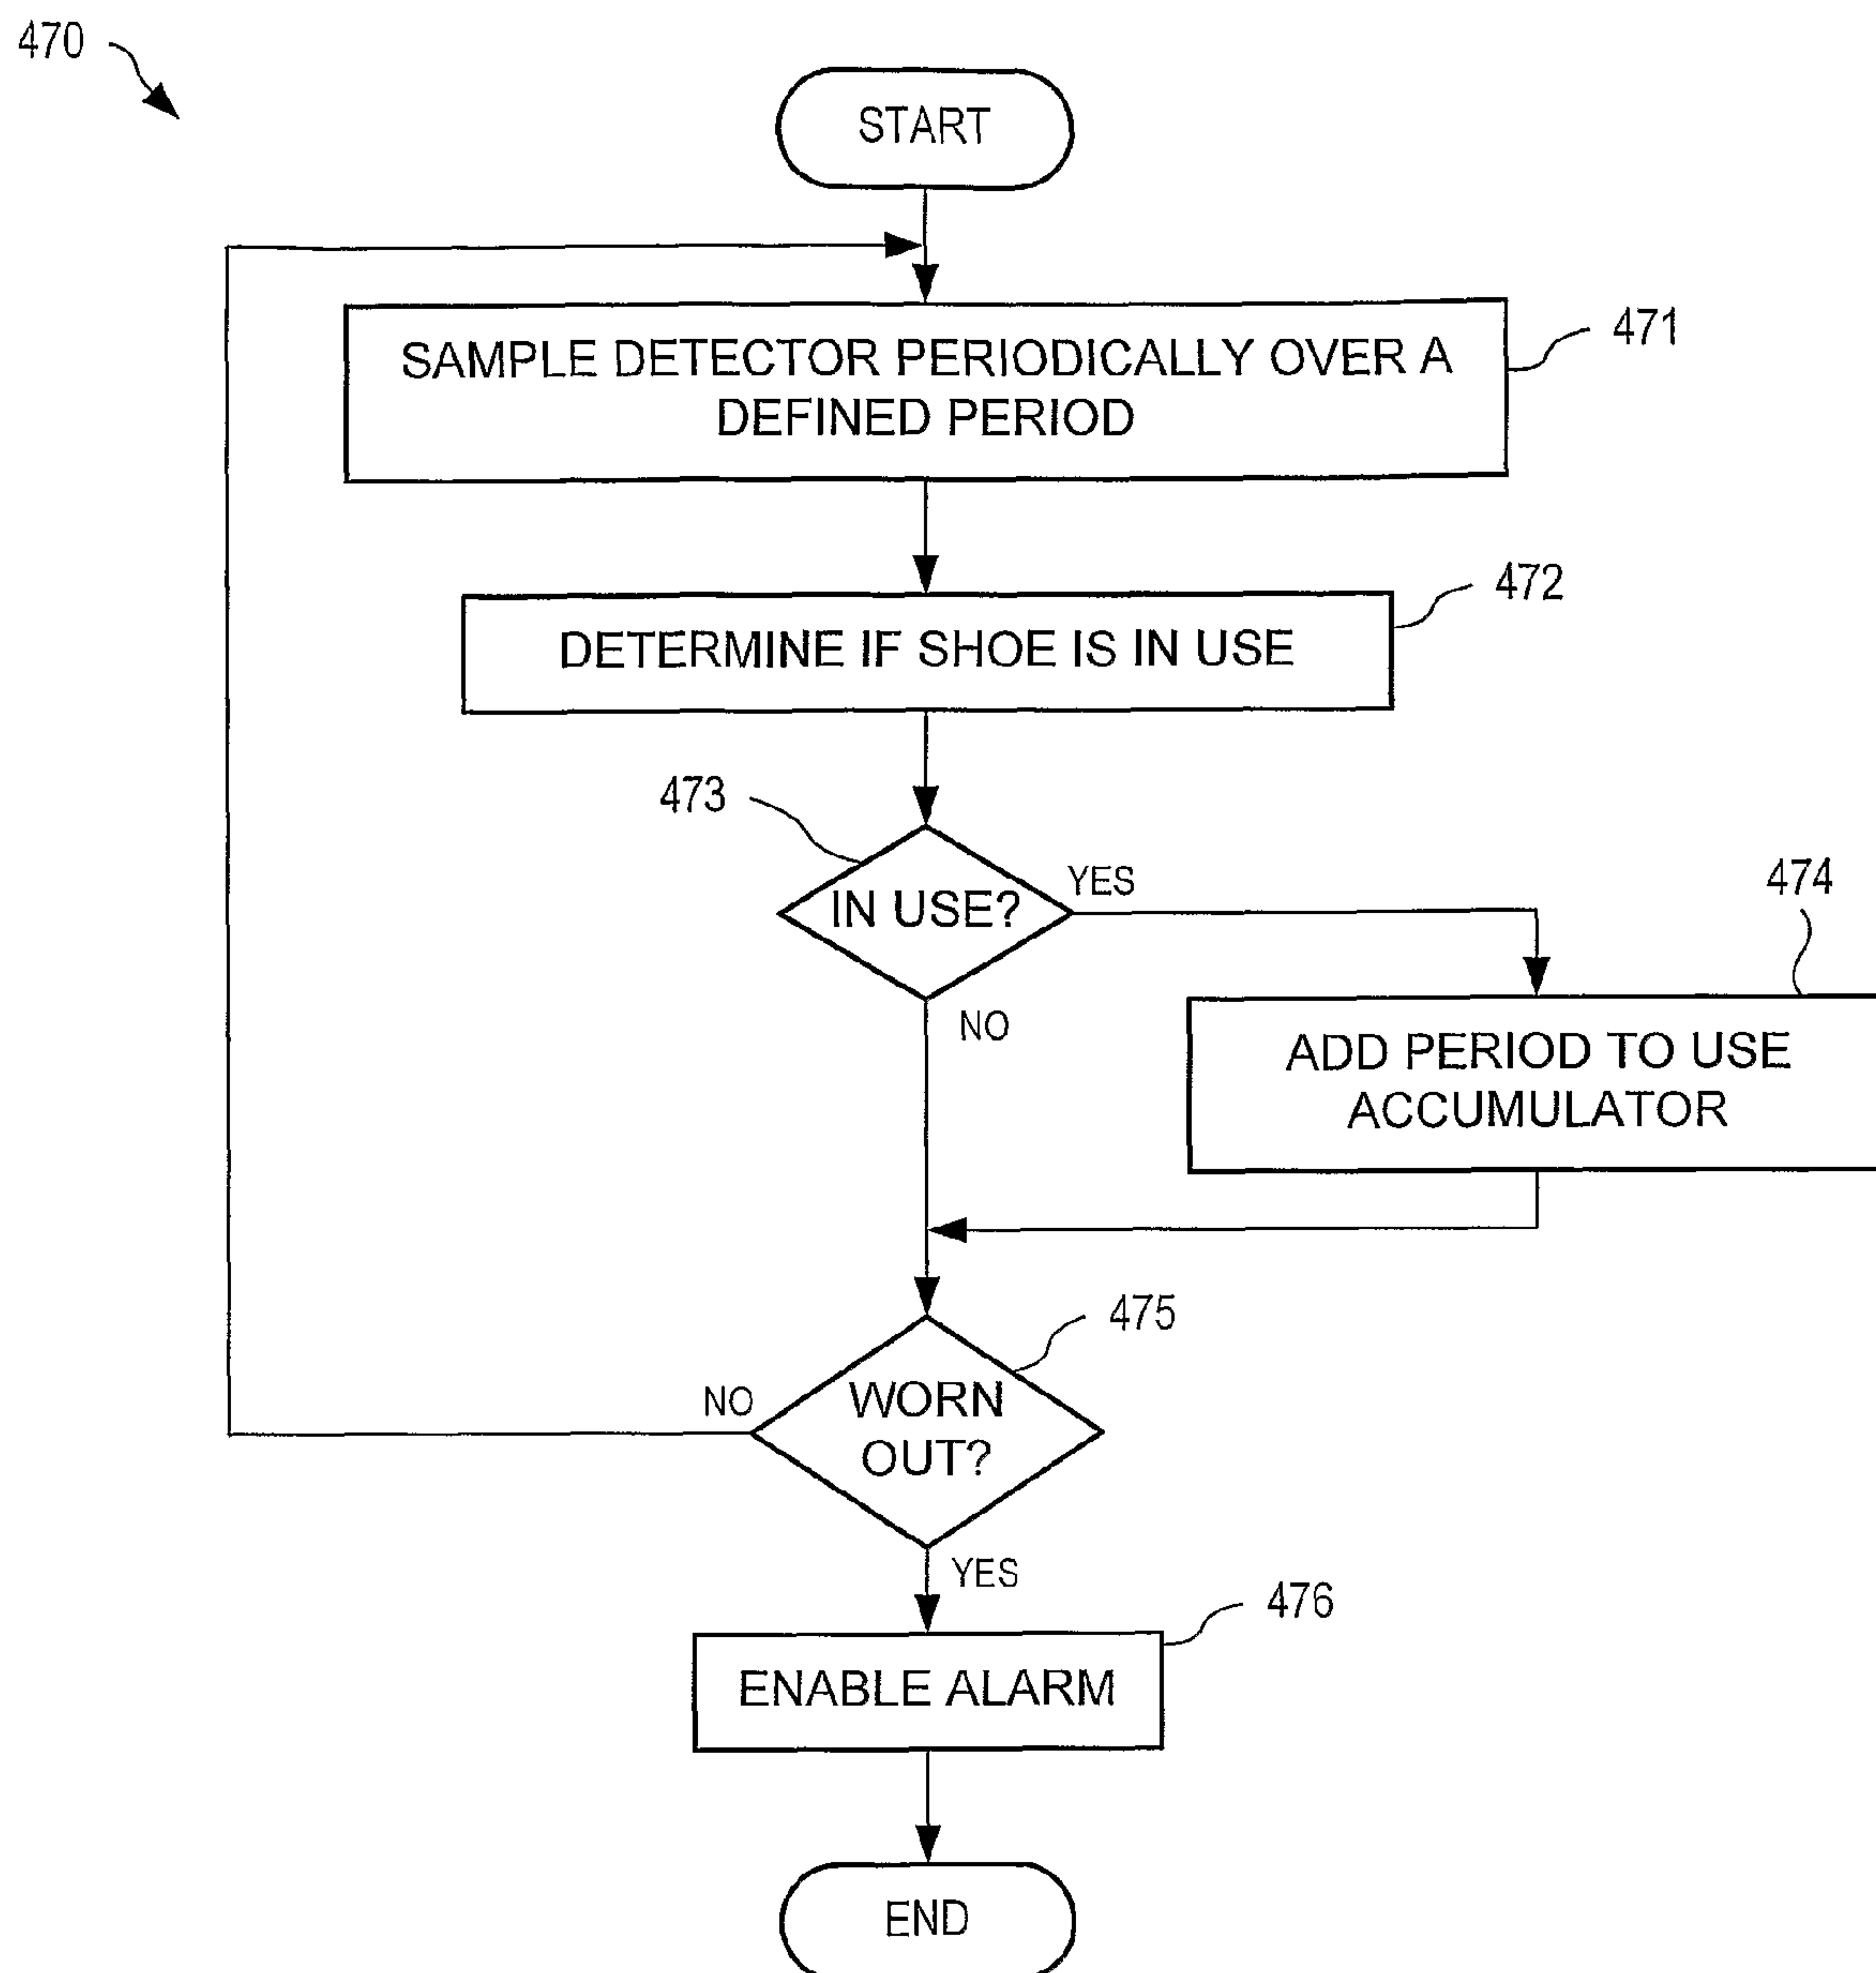 470
START
SAMPLE DETECTOR PERIODICALLY OVER A
DEFINED PERIOD
471
DETERMINE IF SHOE IS IN USE
472
473
IN USE?
YES
NO
474
ADD PERIOD TO USE
ACCUMULATOR
475
WORN
OUT?
NO
YES
476
ENABLE ALARM
END